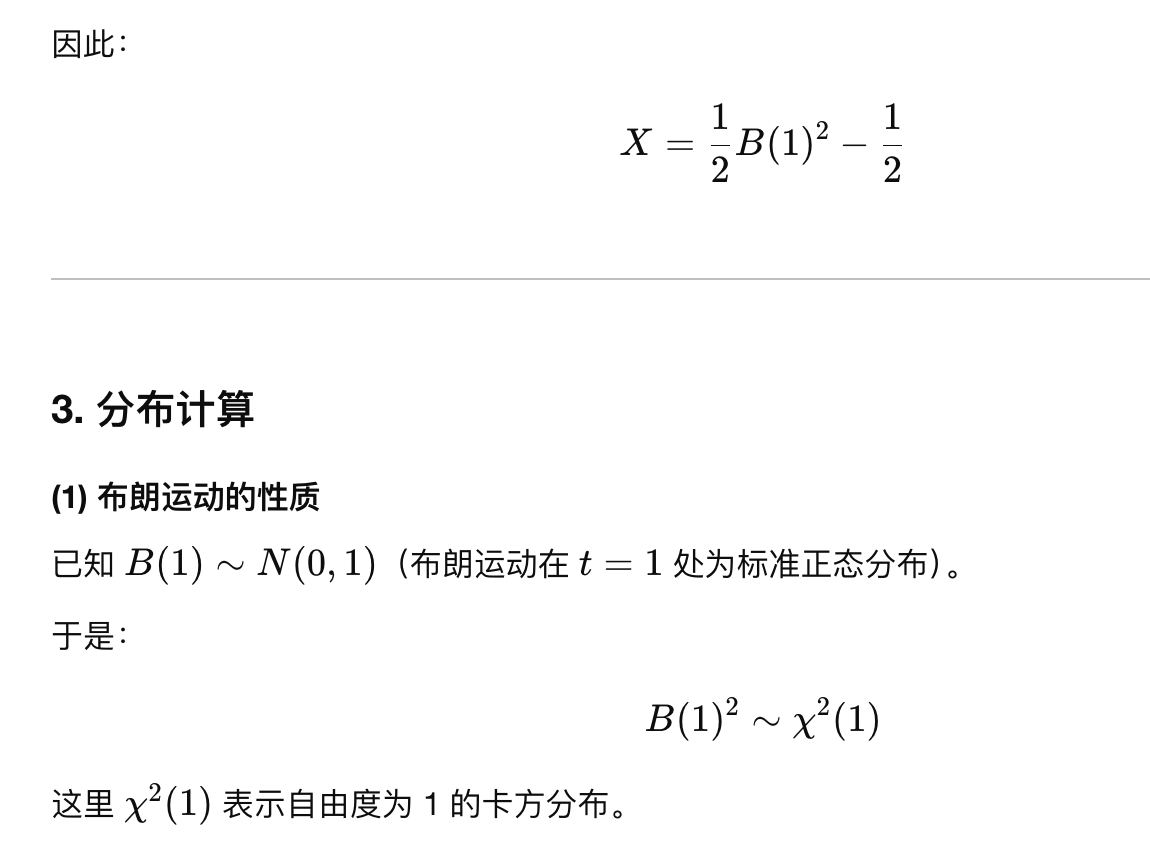 因此：
$$X = \frac{1}{2}B(1)^2 - \frac{1}{2}$$
3. 分布计算
(1) 布朗运动的性质
已知 $B(1) \sim N(0, 1)$（布朗运动在 $t = 1$ 处为标准正态分布）。
于是：
$$B(1)^2 \sim \chi^2(1)$$
这里 $\chi^2(1)$ 表示自由度为 1 的卡方分布。